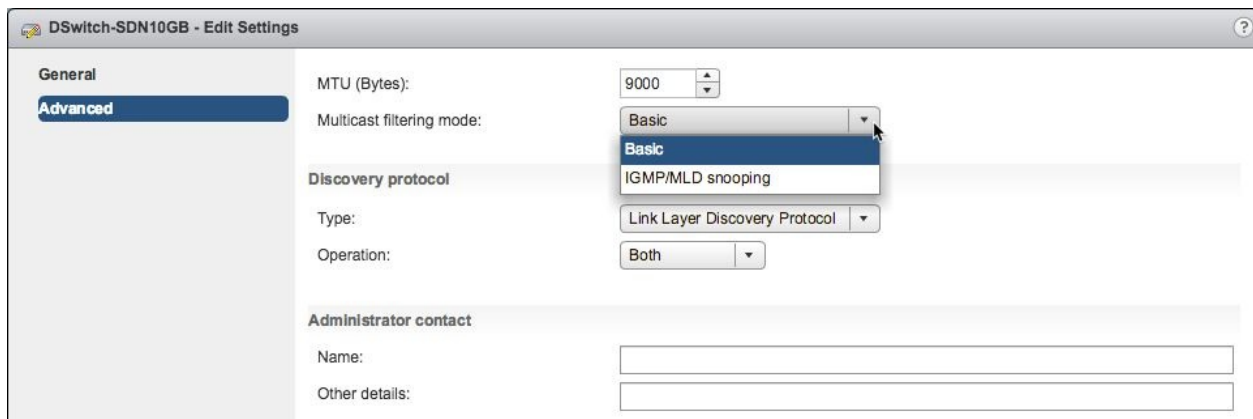 DSwitch-SDN10GB - Edit Settings
?
General
Advanced
MTU (Bytes): 9000
Multicast filtering mode: Basic
Basic
IGMP/MLD snooping
Discovery protocol
Type: Link Layer Discovery Protocol
Operation: Both
Administrator contact
Name:
Other details: